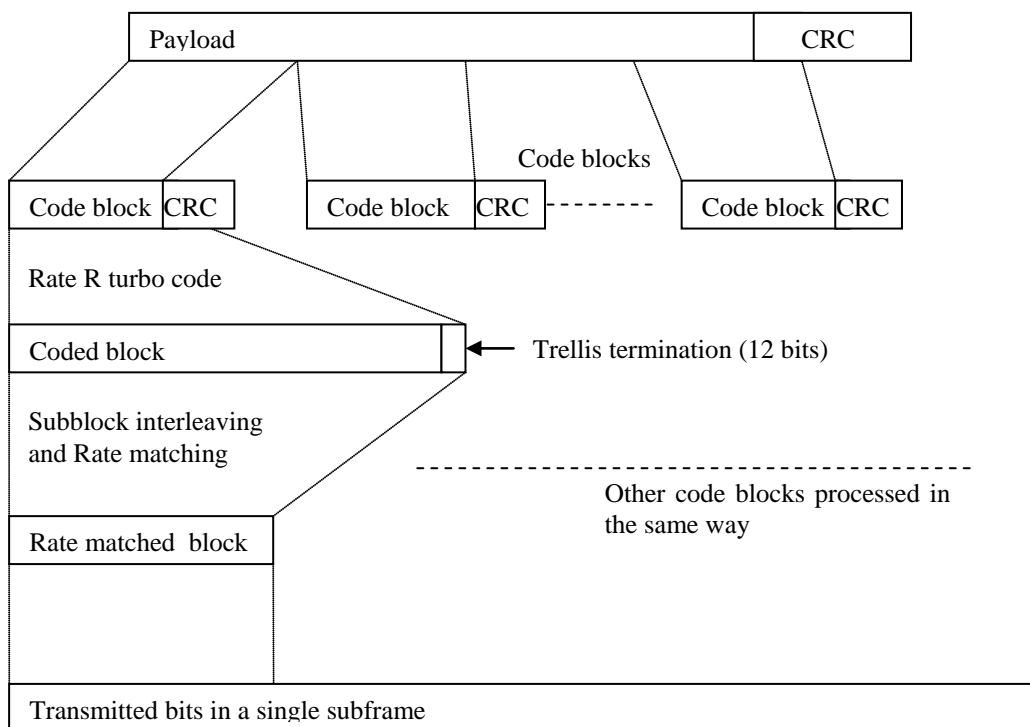 Payload
CRC
Code blocks
Code block
CRC
Code block
CRC
Code block
CRC
Rate R turbo code
Coded block
Trellis termination (12 bits)
Subblock interleaving
and Rate matching
Other code blocks processed in
the same way
Rate matched block
Transmitted bits in a single subframe